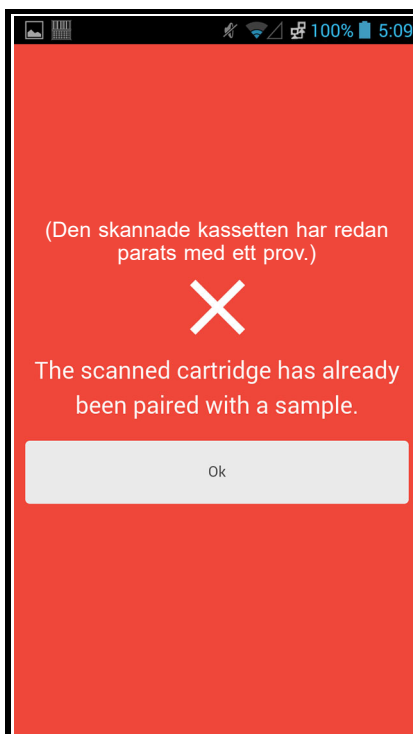 100% 5:09
(Den skannade kassetten har redan
parats med ett prov.)
The scanned cartridge has already
been paired with a sample.
Ok